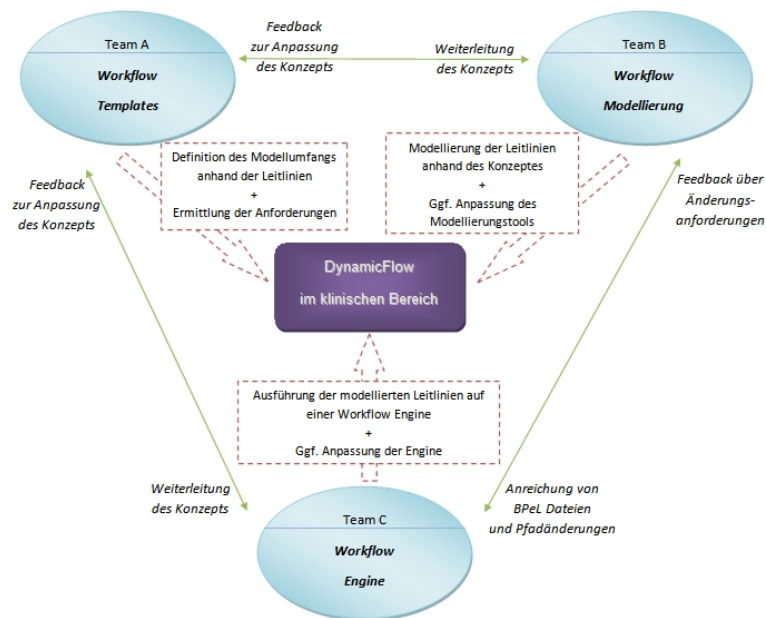 Team A
Workflow
Templates
Feedback
zur Anpassung
des Konzepts
Weiterleitung
des Konzepts
Team B
Workflow
Modellierung
Definition des Modellumfangs
anhand der Leitlinien
+
Ermittlung der Anforderungen
Modellierung der Leitlinien
anhand des Konzeptes
+
Ggf. Anpassung des
Modellierungstools
Feedback
zur Anpassung
des Konzepts
Feedback über
Änderungs-
anforderungen
DynamicFlow
im klinischen Bereich
Ausführung der modellierten Leitlinien auf
einer Workflow Engine
+
Ggf. Anpassung der Engine
Weiterleitung
des Konzepts
Anreichung von
BPeL Dateien
und Pfadänderungen
Team C
Workflow
Engine